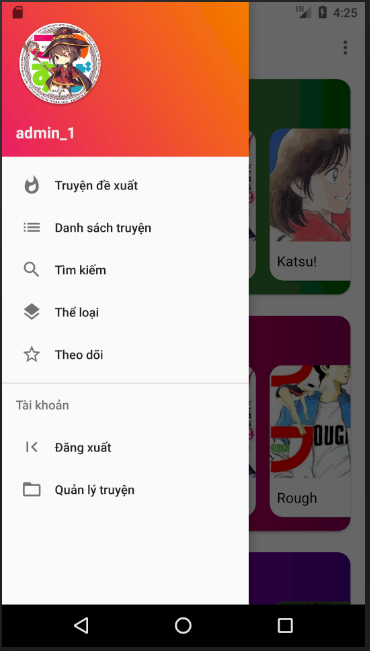 LTE 4:25
admin_1
Truyện đề xuất
Danh sách truyện
Tìm kiếm
Thể loại
Theo dõi
Tài khoản
Đăng xuất
Quản lý truyện
Katsu!
Rough